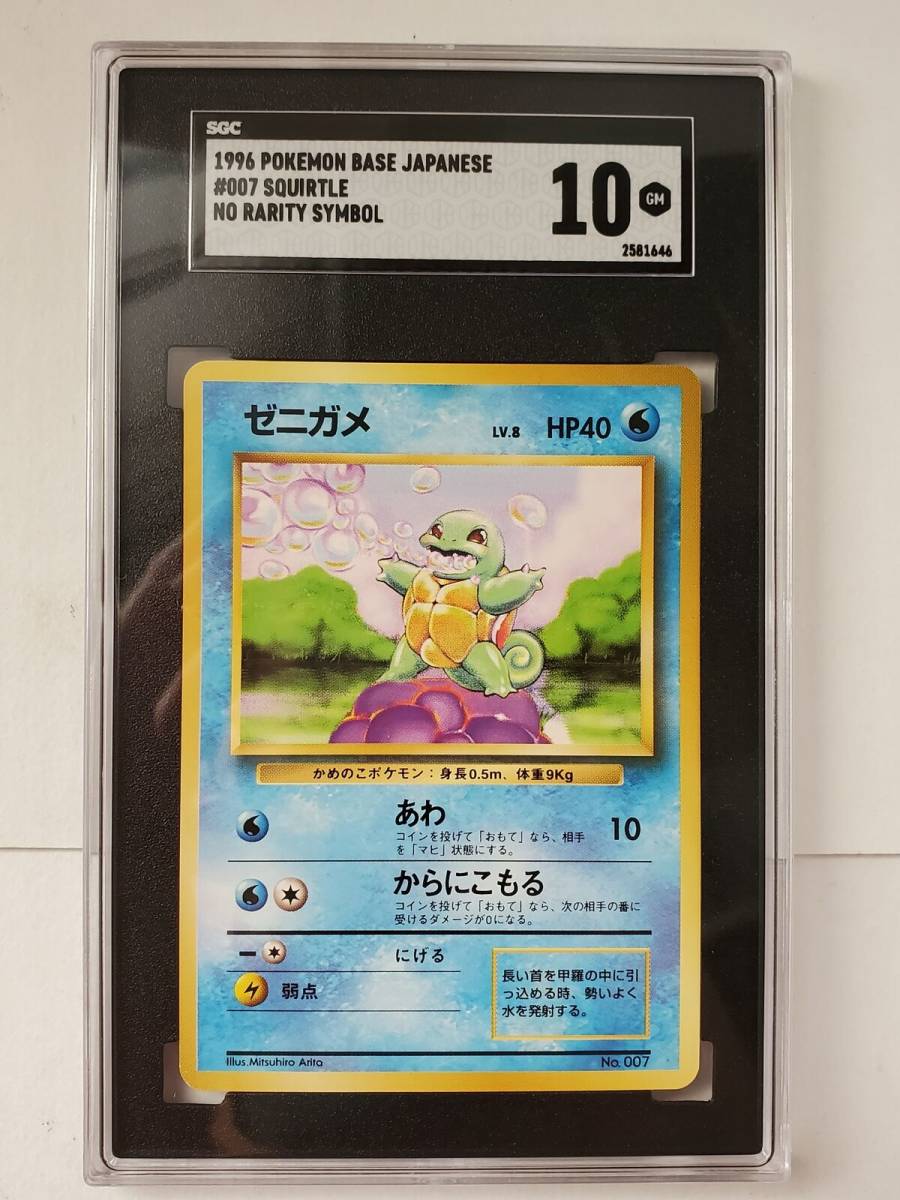 SGC
1996 POKEMON BASE JAPANESE
#007 SQUIRTLE
NO RARITY SYMBOL
10
GM
2581646
ゼニガメ LV.8 HP40
かめのこポケモン：身長0.5m、体重9Kg
あわ 10
コインを投げて「おもて」なら、相手
を「マヒ」状態にする。
からにこもる
コインを投げて「おもて」なら、次の相手の番に
受けるダメージが0になる。
にげる
弱点
長い首を甲羅の中に引
っ込める時、勢いよく
水を発射する。
Illus.Mitsuhiro Arita No.007